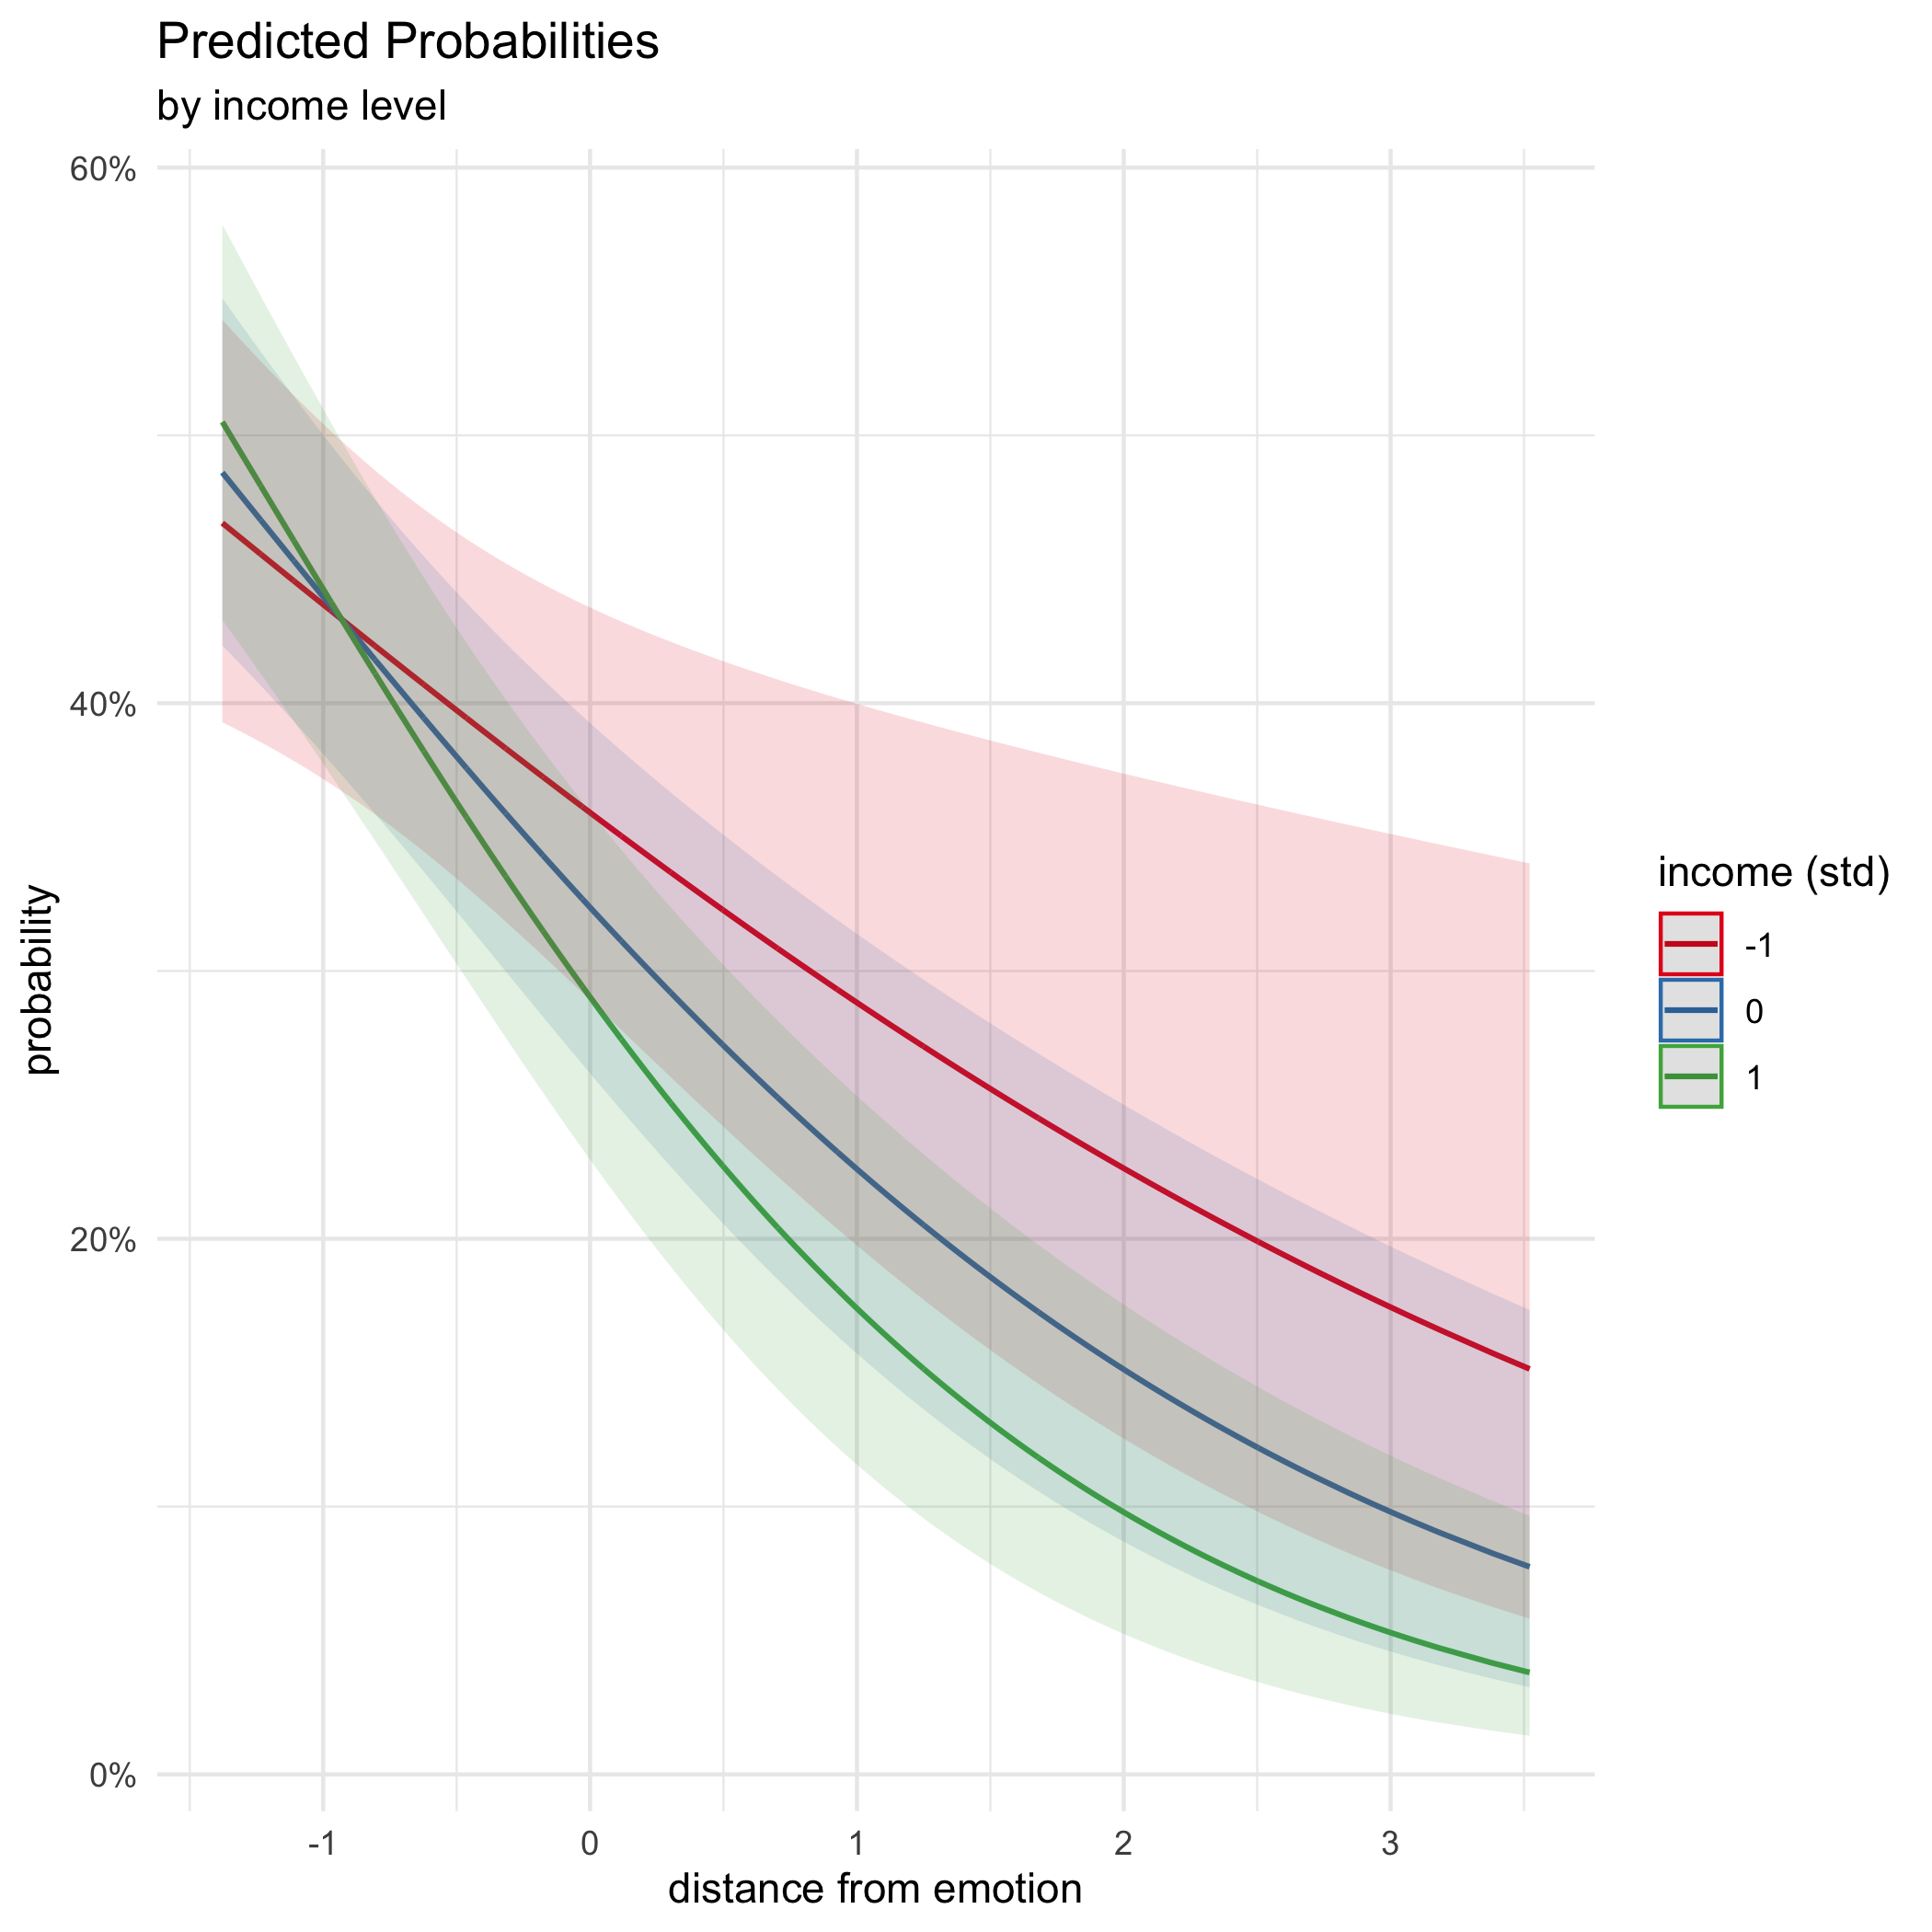 Predicted Probabilities
by income level
60%
40%
20%
0%
probability
-1
0
1
2
3
distance from emotion
income (std)
-1
0
1